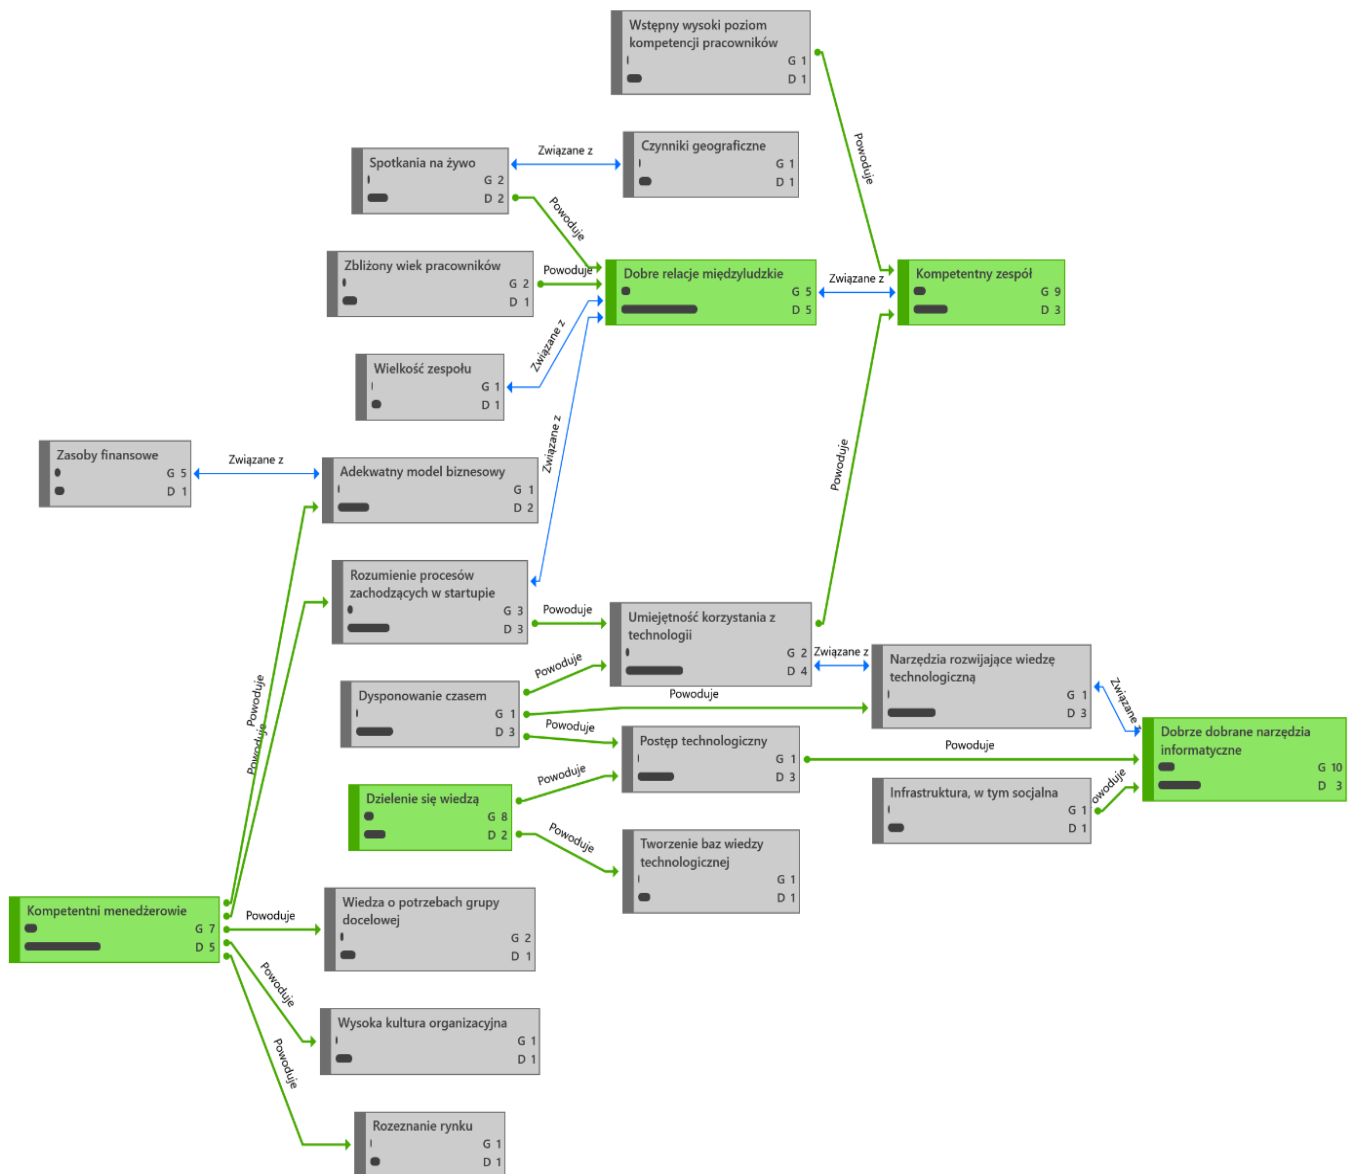 Wstępny wysoki poziom
kompetencji pracowników
G 1
D 1
Powoduje
Spotkania na żywo
G 2
D 2
Związane z
Czynniki geograficzne
G 1
D 1
Powoduje
Zbliżony wiek pracowników
G 2
D 1
Powoduje
Dobre relacje międzyludzkie
G 5
D 5
Związane z
Kompetentny zespół
G 9
D 3
Wielkość zespołu
G 1
D 1
Związane z
Związane z
Zasoby finansowe
G 5
D 1
Związane z
Adekwatny model biznesowy
G 1
D 2
Powoduje
Rozumienie procesów
zachodzących w startupie
G 3
D 3
Powoduje
Umiejętność korzystania z
technologii
G 2
D 4
Związane z
Narzędzia rozwijające wiedzę
technologiczną
G 1
D 3
Związane
Dysponowanie czasem
G 1
D 3
Powoduje
Powoduje
Powoduje
Postęp technologiczny
G 1
D 3
Powoduje
Dobrze dobrane narzędzia
informatyczne
G 10
D 3
Powoduje
Powoduje
Dzielenie się wiedzą
G 8
D 2
Powoduje
Powoduje
Infrastruktura, w tym socjalna
G 1
D 1
owoduje
Tworzenie baz wiedzy
technologicznej
G 1
D 1
Kompetentni menedżerowie
G 7
D 5
Powoduje
Wiedza o potrzebach grupy
docelowej
G 2
D 1
Powoduje
Wysoka kultura organizacyjna
G 1
D 1
Powoduje
Rozeznanie rynku
G 1
D 1